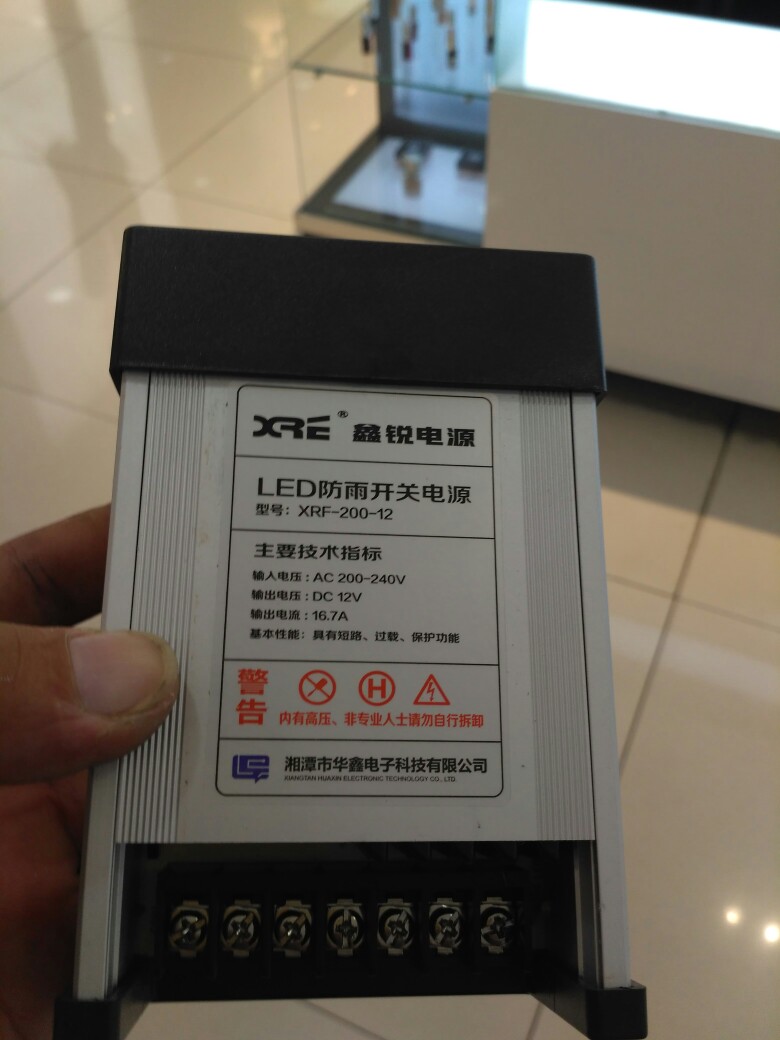 XRE® 鑫锐电源
LED防雨开关电源
型号：XRF-200-12
主要技术指标
输入电压：AC 200-240V
输出电压：DC 12V
输出电流：16.7A
基本性能：具有短路、过载、保护功能
警告
内有高压、非专业人士请勿自行拆卸
湘潭市华鑫电子科技有限公司
XIANGTAN HUAXIN ELECTRONIC TECHNOLOGY CO., LTD.